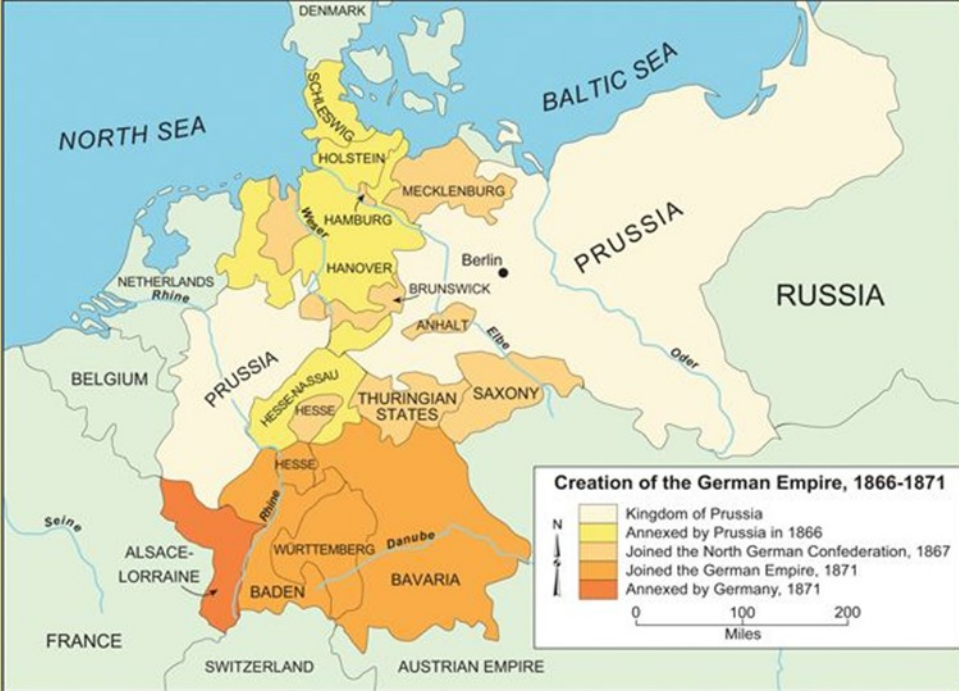 DENMARK
BALTIC SEA
NORTH SEA
SCHLESWIG
HOLSTEIN
MECKLENBURG
Weser
HAMBURG
PRUSSIA
HANOVER
Berlin
NETHERLANDS
Rhine
BRUNSWICK
RUSSIA
ANHALT
Elbe
Oder
BELGIUM
PRUSSIA
HESSE-NASSAU
HESSE
THURINGIAN
STATES
SAXONY
HESSE
Rhine
Seine
ALSACE-
LORRAINE
WÜRTTEMBERG
Danube
BADEN
BAVARIA
FRANCE
SWITZERLAND
AUSTRIAN EMPIRE
Creation of the German Empire, 1866-1871
Kingdom of Prussia
Annexed by Prussia in 1866
Joined the North German Confederation, 1867
Joined the German Empire, 1871
Annexed by Germany, 1871
N
0 100 200
Miles